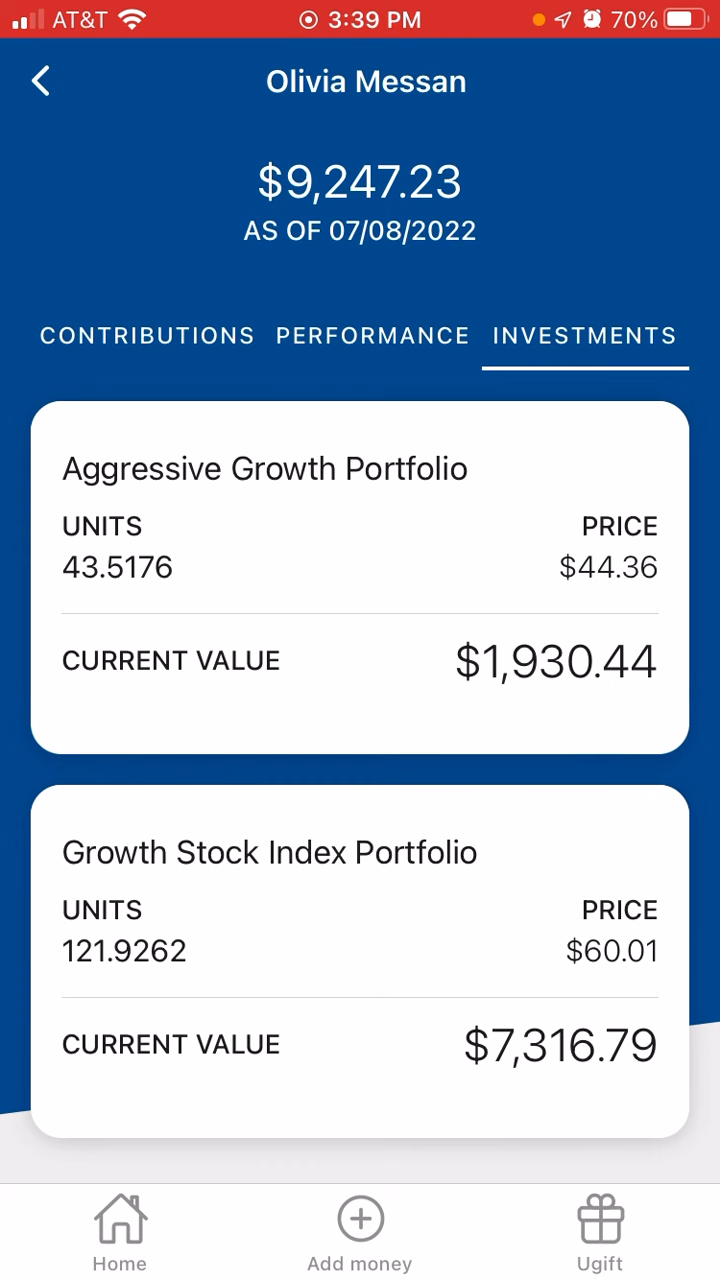 AT&T 3:39 PM 70%
Olivia Messan
$9,247.23
AS OF 07/08/2022
CONTRIBUTIONS PERFORMANCE INVESTMENTS
Aggressive Growth Portfolio
UNITS PRICE
43.5176 $44.36
CURRENT VALUE $1,930.44
Growth Stock Index Portfolio
UNITS PRICE
121.9262 $60.01
CURRENT VALUE $7,316.79
Home Add money Ugift